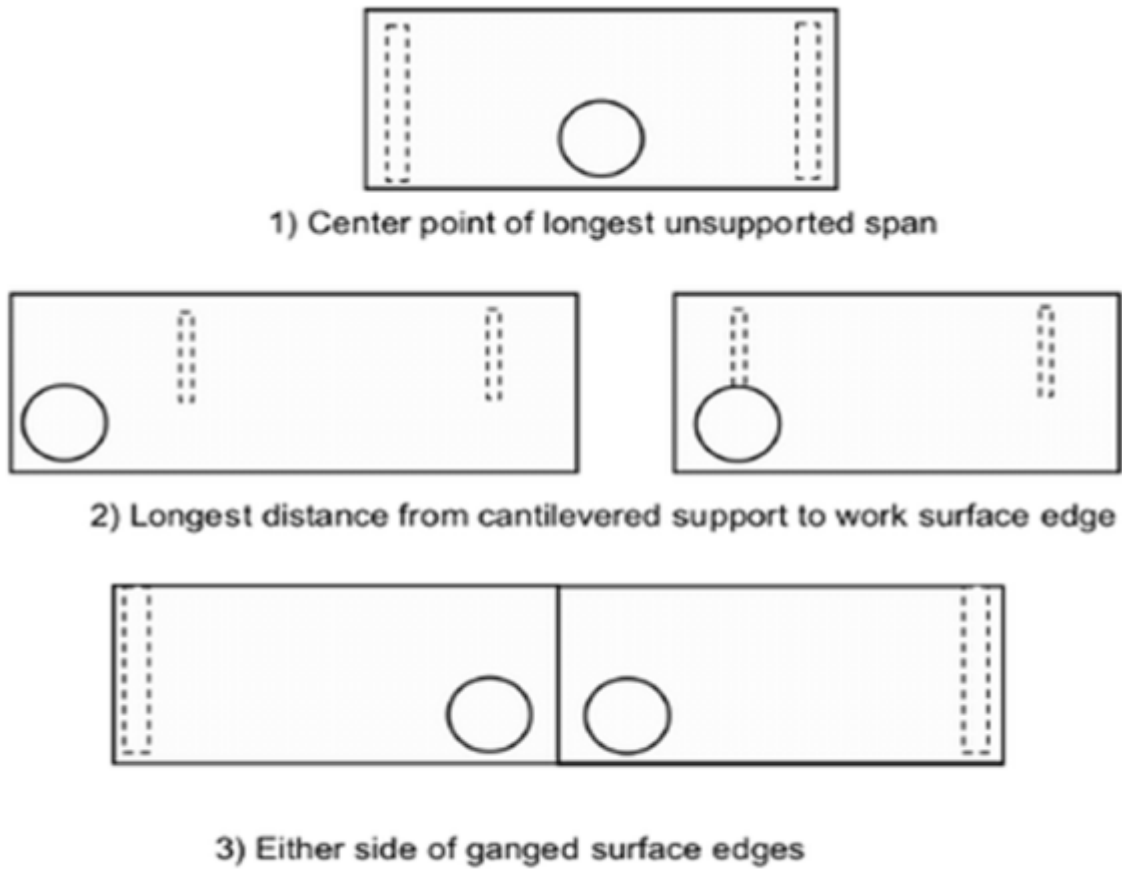 1) Center point of longest unsupported span
2) Longest distance from cantilevered support to work surface edge
3) Either side of ganged surface edges